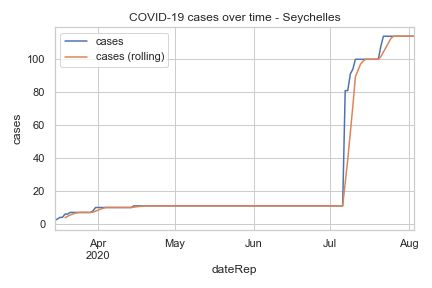 COVID-19 cases over time - Seychelles
cases
cases (rolling)
100
80
60
40
20
0
cases
Apr
2020
May
Jun
Jul
Aug
dateRep